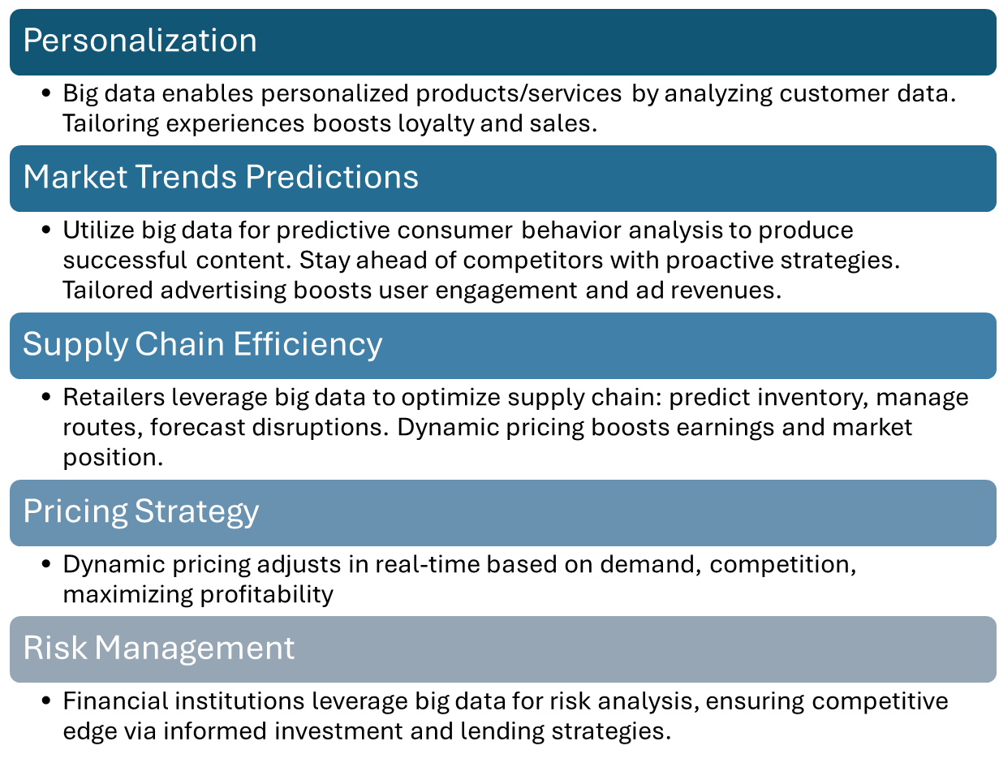 Personalization
• Big data enables personalized products/services by analyzing customer data.
Tailoring experiences boosts loyalty and sales.
Market Trends Predictions
• Utilize big data for predictive consumer behavior analysis to produce
successful content. Stay ahead of competitors with proactive strategies.
Tailored advertising boosts user engagement and ad revenues.
Supply Chain Efficiency
• Retailers leverage big data to optimize supply chain: predict inventory, manage
routes, forecast disruptions. Dynamic pricing boosts earnings and market
position.
Pricing Strategy
• Dynamic pricing adjusts in real-time based on demand, competition,
maximizing profitability
Risk Management
• Financial institutions leverage big data for risk analysis, ensuring competitive
edge via informed investment and lending strategies.